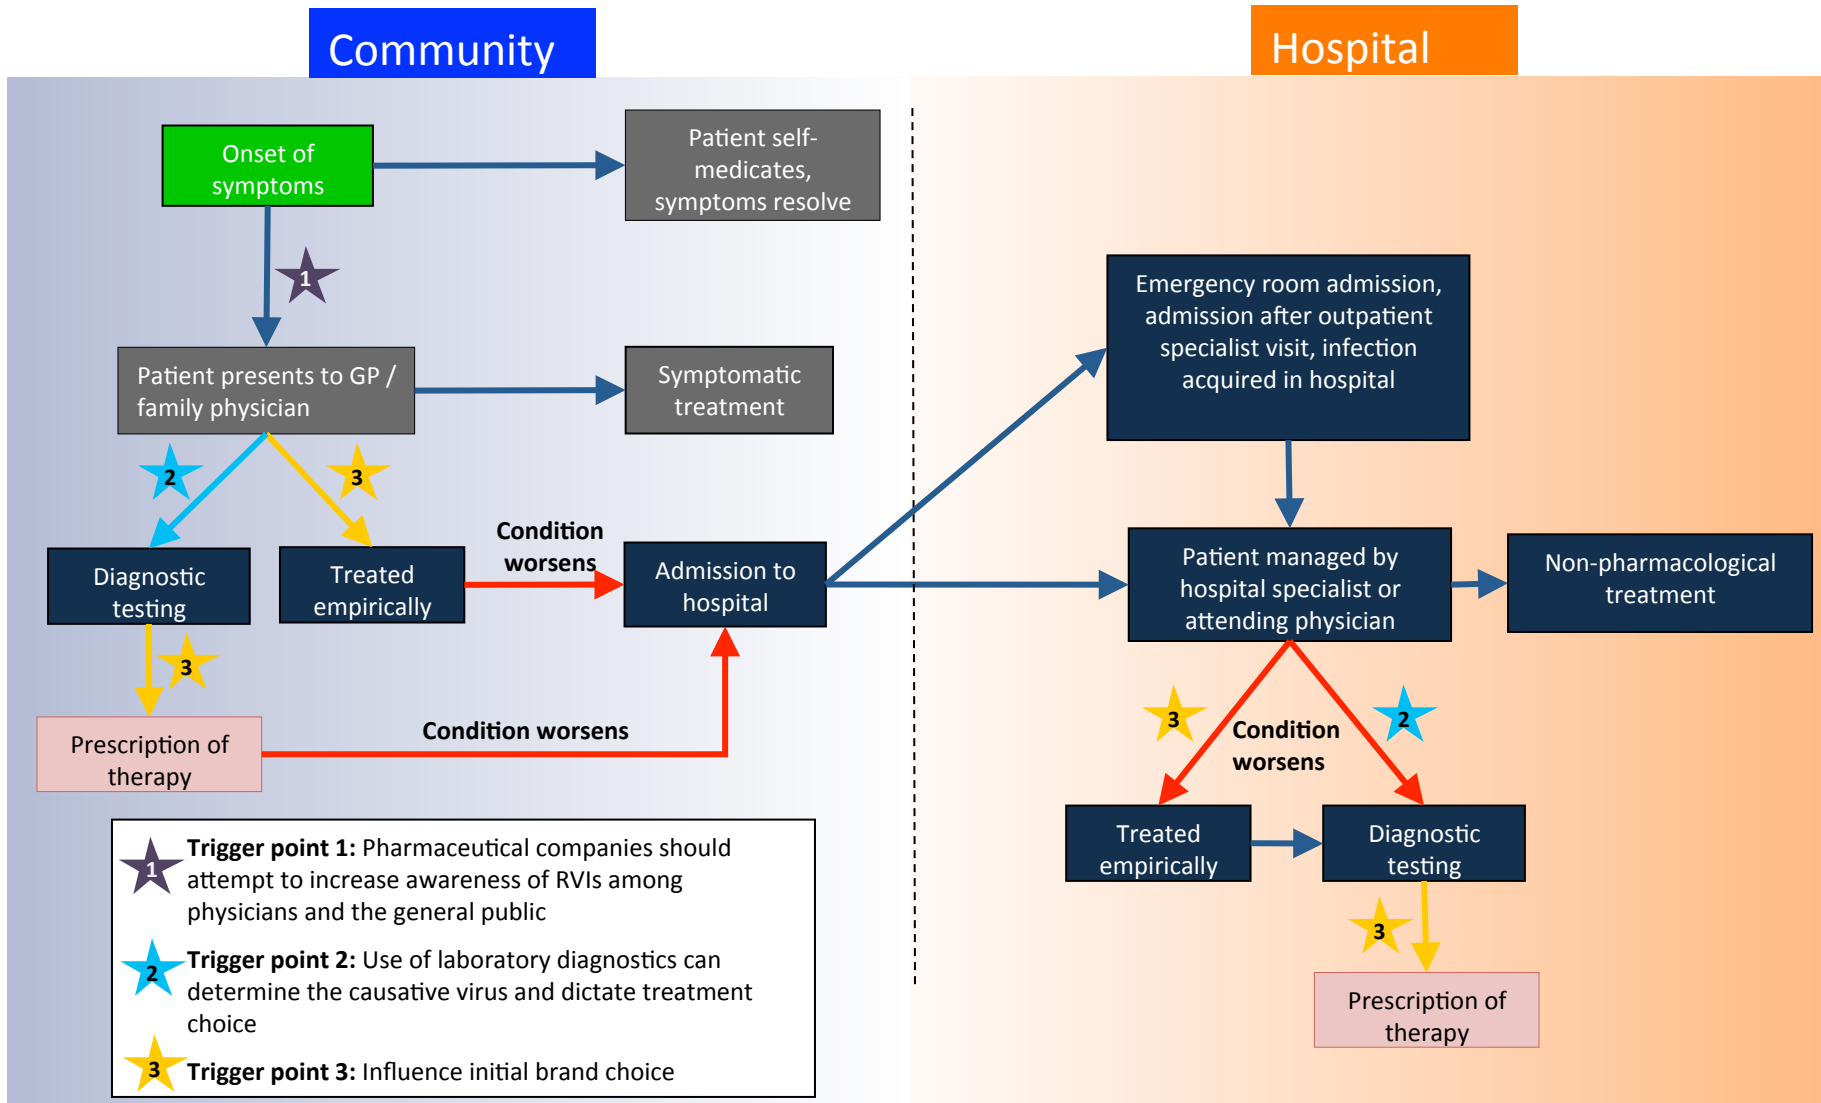 Community
Hospital
Onset of
symptoms
Patient self-
medicates,
symptoms resolve
1
Patient presents to GP /
family physician
Symptomatic
treatment
2
3
Diagnostic
testing
Treated
empirically
Condition
worsens
Admission to
hospital
3
Prescription of
therapy
Condition worsens
Emergency room admission,
admission after outpatient
specialist visit, infection
acquired in hospital
Patient managed by
hospital specialist or
attending physician
Non-pharmacological
treatment
3
Condition
worsens
2
Treated
empirically
Diagnostic
testing
3
Prescription of
therapy
1
Trigger point 1: Pharmaceutical companies should
attempt to increase awareness of RVIs among
physicians and the general public
2
Trigger point 2: Use of laboratory diagnostics can
determine the causative virus and dictate treatment
choice
3
Trigger point 3: Influence initial brand choice